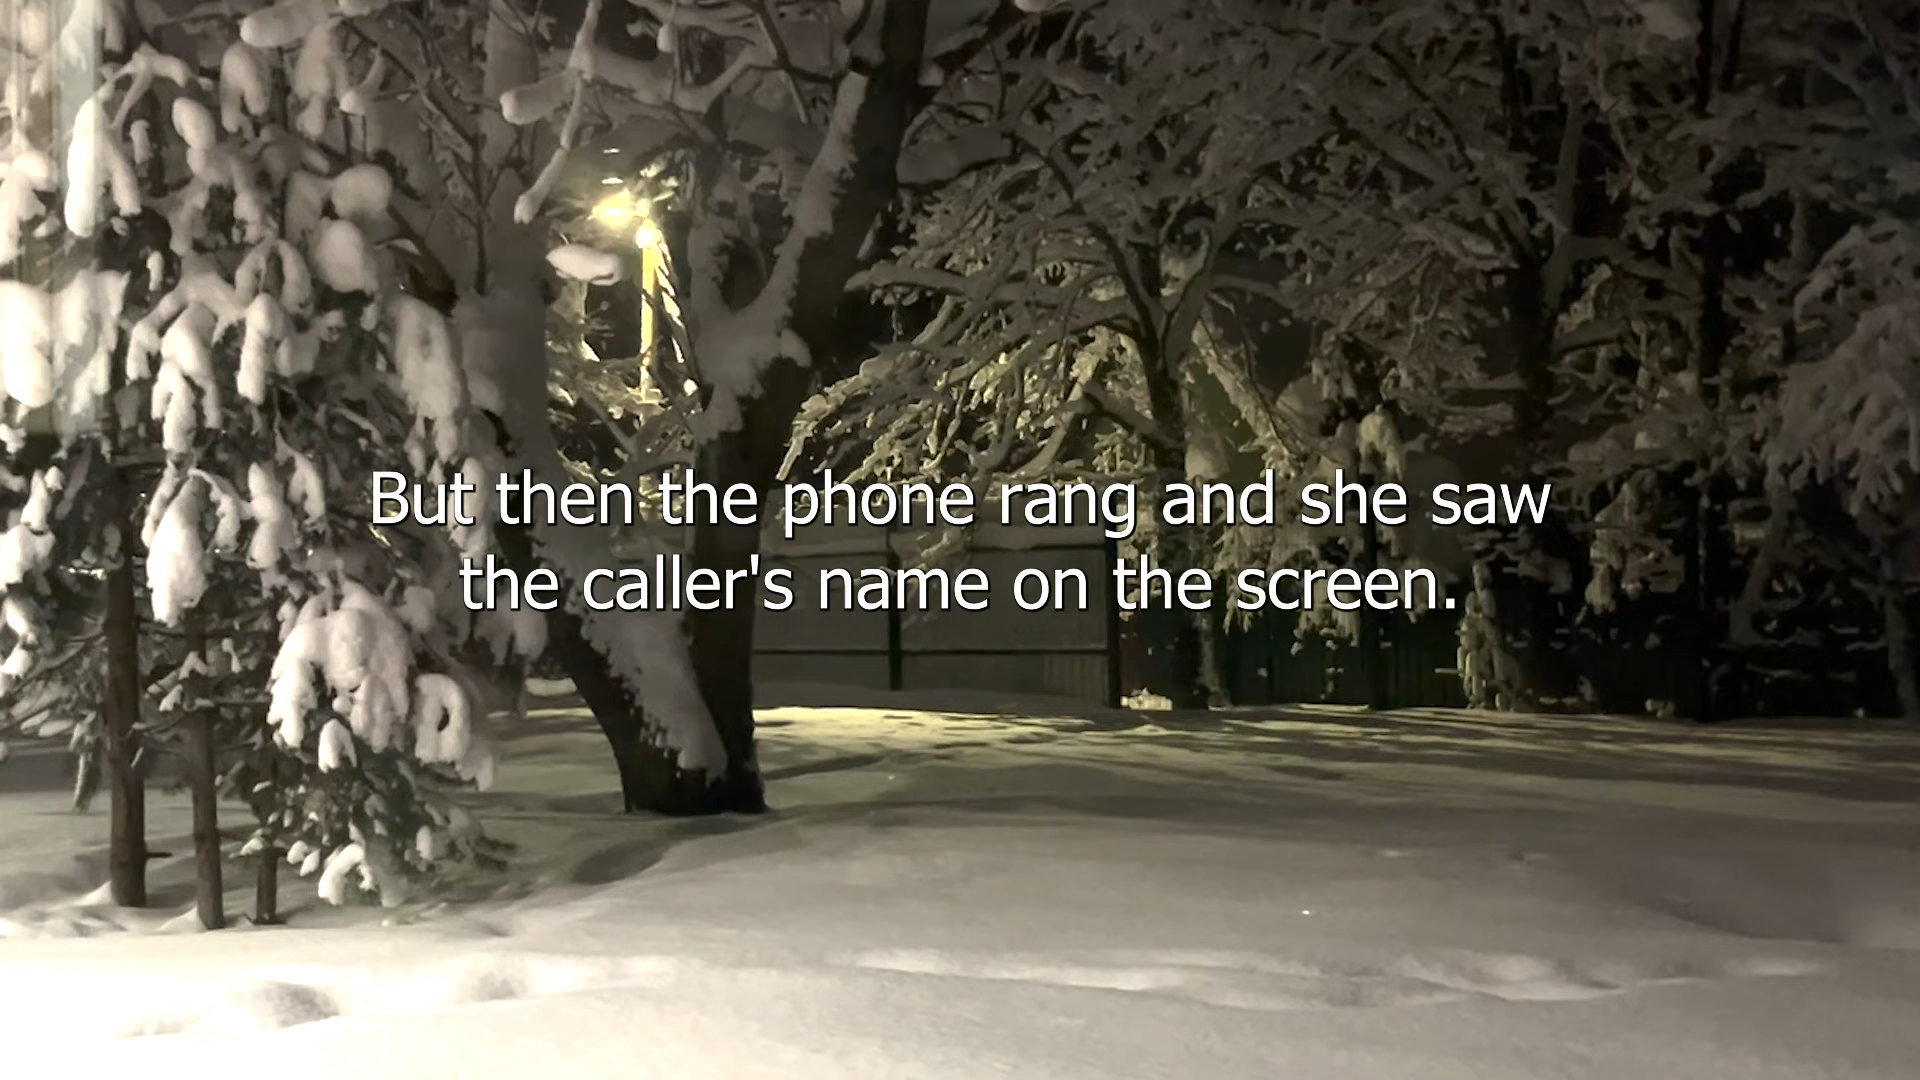 But then the phone rang and she saw
the caller's name on the screen.